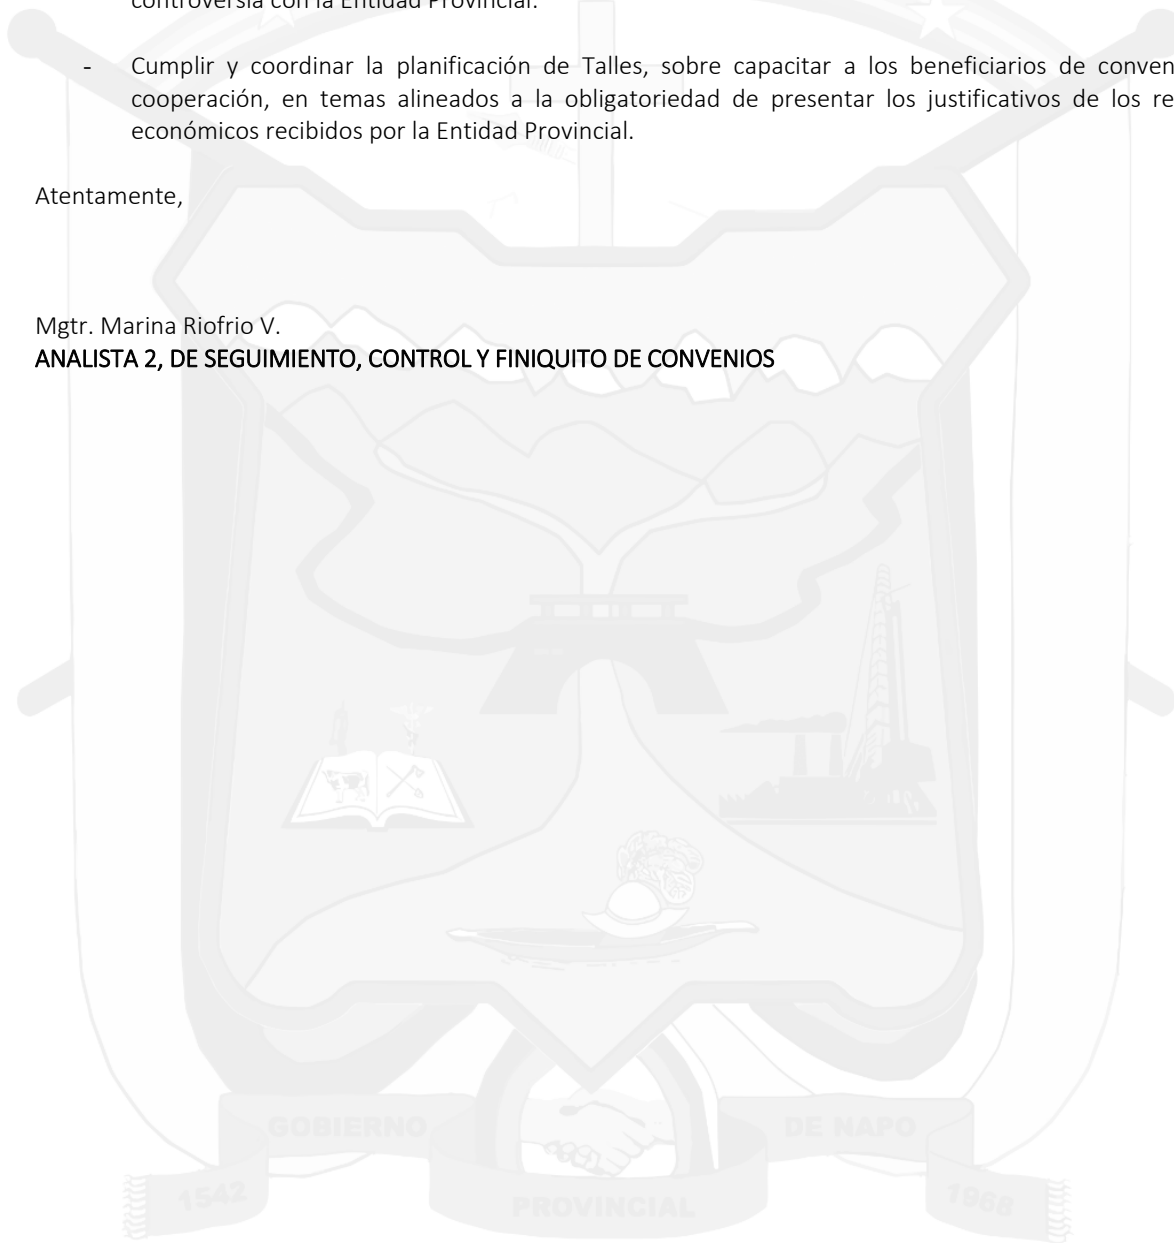 controversia con la Entidad Provincial.
- Cumplir y coordinar la planificación de Talles, sobre capacitar a los beneficiarios de conven
cooperación, en temas alineados a la obligatoriedad de presentar los justificativos de los re
económicos recibidos por la Entidad Provincial.
Atentamente,
Mgtr. Marina Riofrio V.
ANALISTA 2, DE SEGUIMIENTO, CONTROL Y FINIQUITO DE CONVENIOS
GOBIERNO
DE NAPO
1542
PROVINCIAL
1968